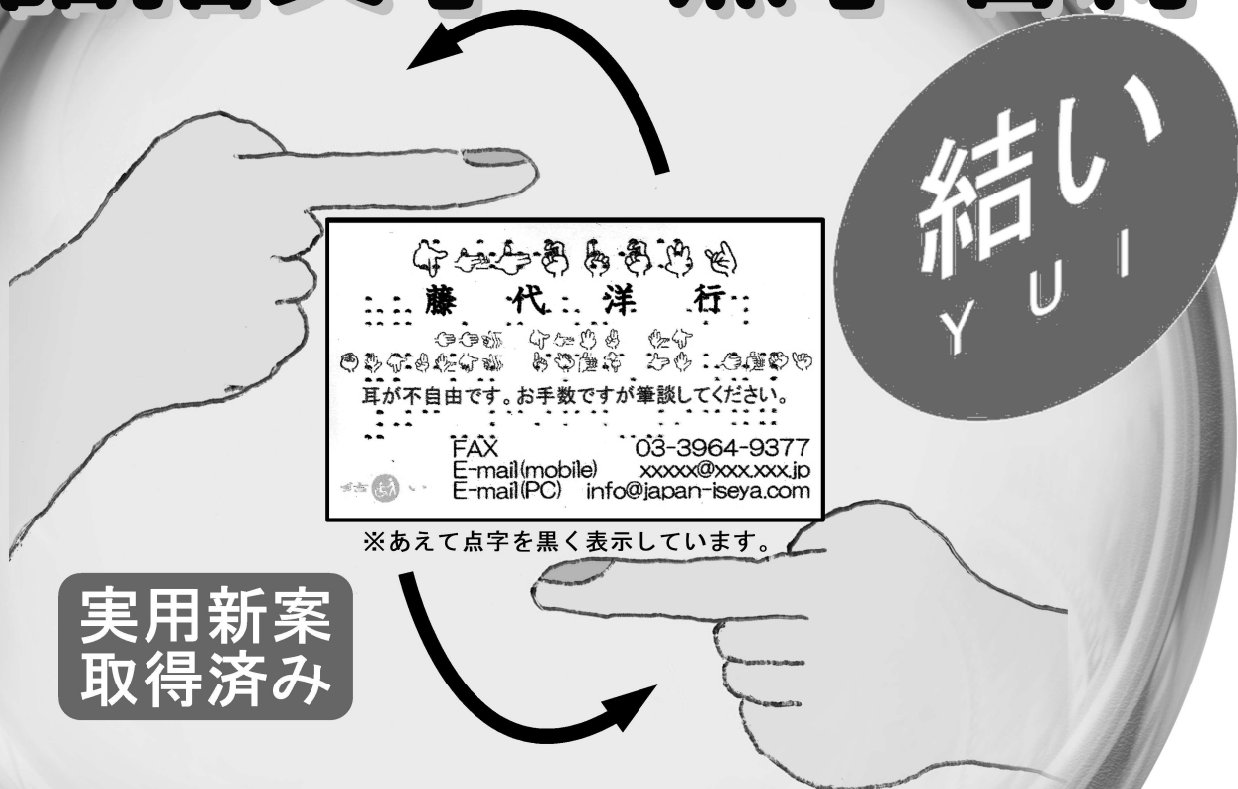 結い
YUI
藤代洋行
耳が不自由です。お手数ですが筆談してください。
FAX 03-3964-9377
E-mail(mobile) xxxxx@xxx.xxx.jp
E-mail(PC) info@japan-iseya.com
※あえて点字を黒く表示しています。
実用新案
取得済み